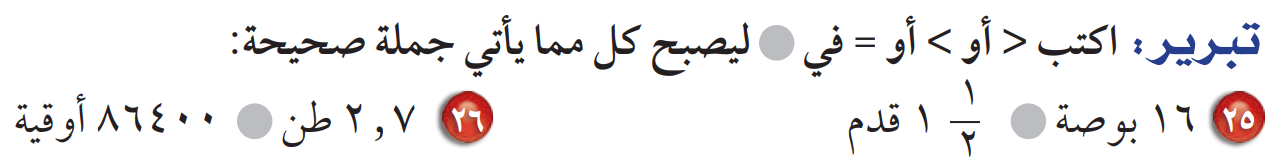 تبرير: اكتب < أو > أو = في ● ليصبح كل مما يأتي جملة صحيحة:
٢٥ ١٦ بوصة ● ١ ١/٢ قدم ٢٦ ٢,٧ طن ● ٨٦٤٠٠ أوقية